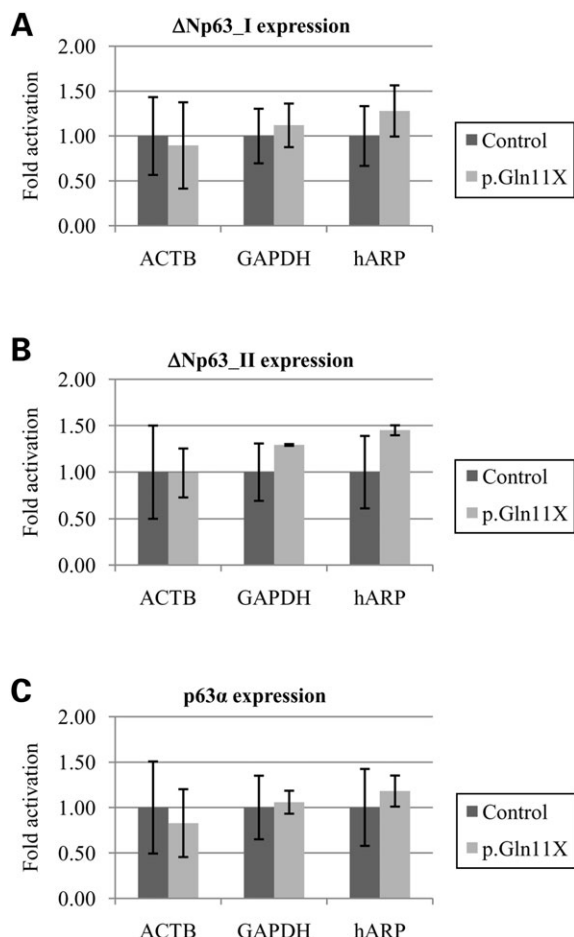 A
ΔNp63_I expression
2.00
1.50
1.00
0.50
0.00
Fold activation
ACTB GAPDH hARP
Control
p.Gln11X
B
ΔNp63_II expression
2.00
1.50
1.00
0.50
0.00
Fold activation
ACTB GAPDH hARP
Control
p.Gln11X
C
p63α expression
2.00
1.50
1.00
0.50
0.00
Fold activation
ACTB GAPDH hARP
Control
p.Gln11X